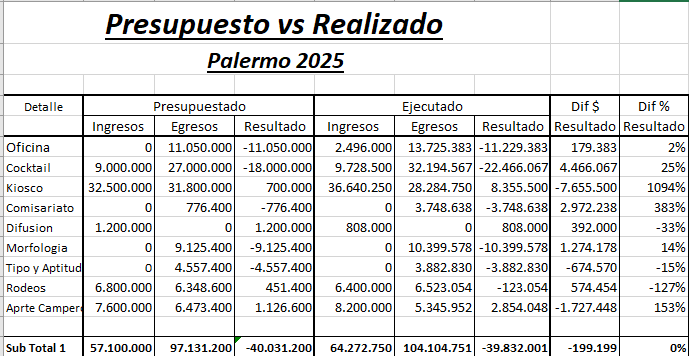 Presupuesto vs Realizado
Palermo 2025
Detalle Presupuestado Ejecutado Dif $ Dif %
Ingresos Egresos Resultado Ingresos Egresos Resultado Resultado Resultado
Oficina 0 11.050.000 -11.050.000 2.496.000 13.725.383 -11.229.383 179.383 2%
Cocktail 9.000.000 27.000.000 -18.000.000 9.728.500 32.194.567 -22.466.067 4.466.067 25%
Kiosco 32.500.000 31.800.000 700.000 36.640.250 28.284.750 8.355.500 -7.655.500 1094%
Comisariato 0 776.400 -776.400 0 3.748.638 -3.748.638 2.972.238 383%
Difusion 1.200.000 0 1.200.000 808.000 0 808.000 392.000 -33%
Morfologia 0 9.125.400 -9.125.400 0 10.399.578 -10.399.578 1.274.178 14%
Tipo y Aptitud 0 4.557.400 -4.557.400 0 3.882.830 -3.882.830 -674.570 -15%
Rodeos 6.800.000 6.348.600 451.400 6.400.000 6.523.054 -123.054 574.454 -127%
Aprte Camper 7.600.000 6.473.400 1.126.600 8.200.000 5.345.952 2.854.048 -1.727.448 153%
Sub Total 1 57.100.000 97.131.200 -40.031.200 64.272.750 104.104.751 -39.832.001 -199.199 0%